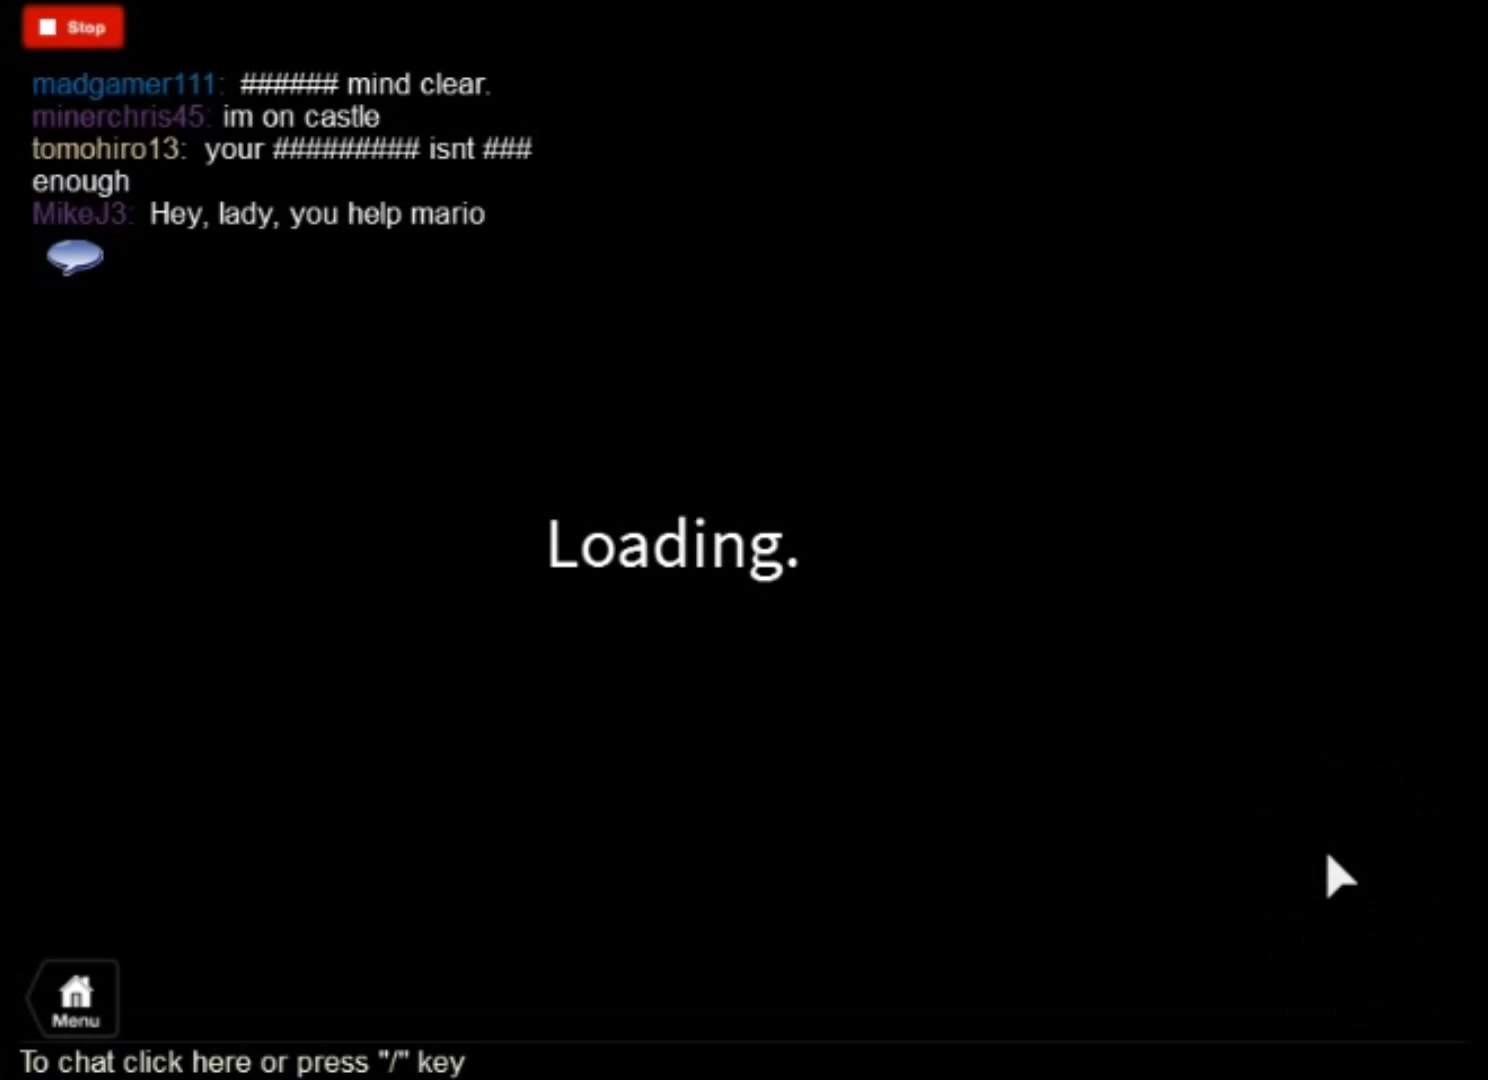 Stop
madgamer111: ###### mind clear.
minerchris45: im on castle
tomohiro13: your ######### isnt ###
enough
MikeJ3: Hey, lady, you help mario
Loading.
Menu
To chat click here or press "/" key